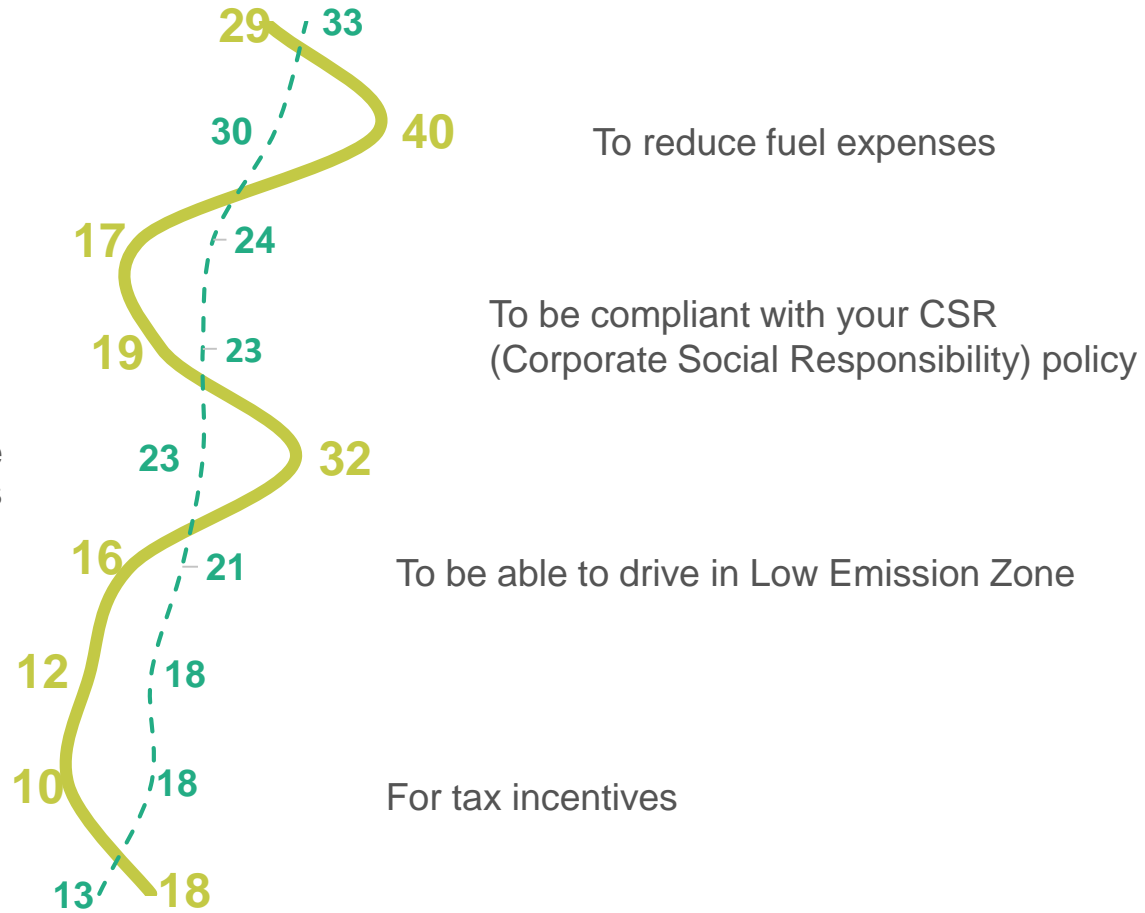 29 33
30 40 To reduce fuel expenses
17 24
To be compliant with your CSR
19 23 (Corporate Social Responsibility) policy
23 32
16 21 To be able to drive in Low Emission Zone
12 18
10 18 For tax incentives
13 18